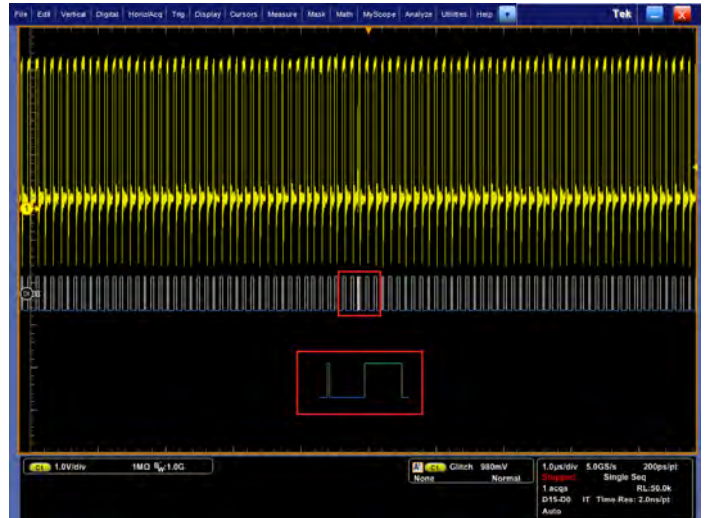 File Edit Vertical Digital Horiz/Acq Trig Display Cursors Measure Mask Math MyScope Analyze Utilities Help Tek
1
C1 1.0V/div 1MΩ BW:1.0G
A' C1 Glitch 980mV
None Normal
1.0µs/div 5.0GS/s 200ps/pt
Stopped Single Seq
1 acqs RL:50.0k
D15-D0 IT Time Res: 2.0ns/pt
Auto